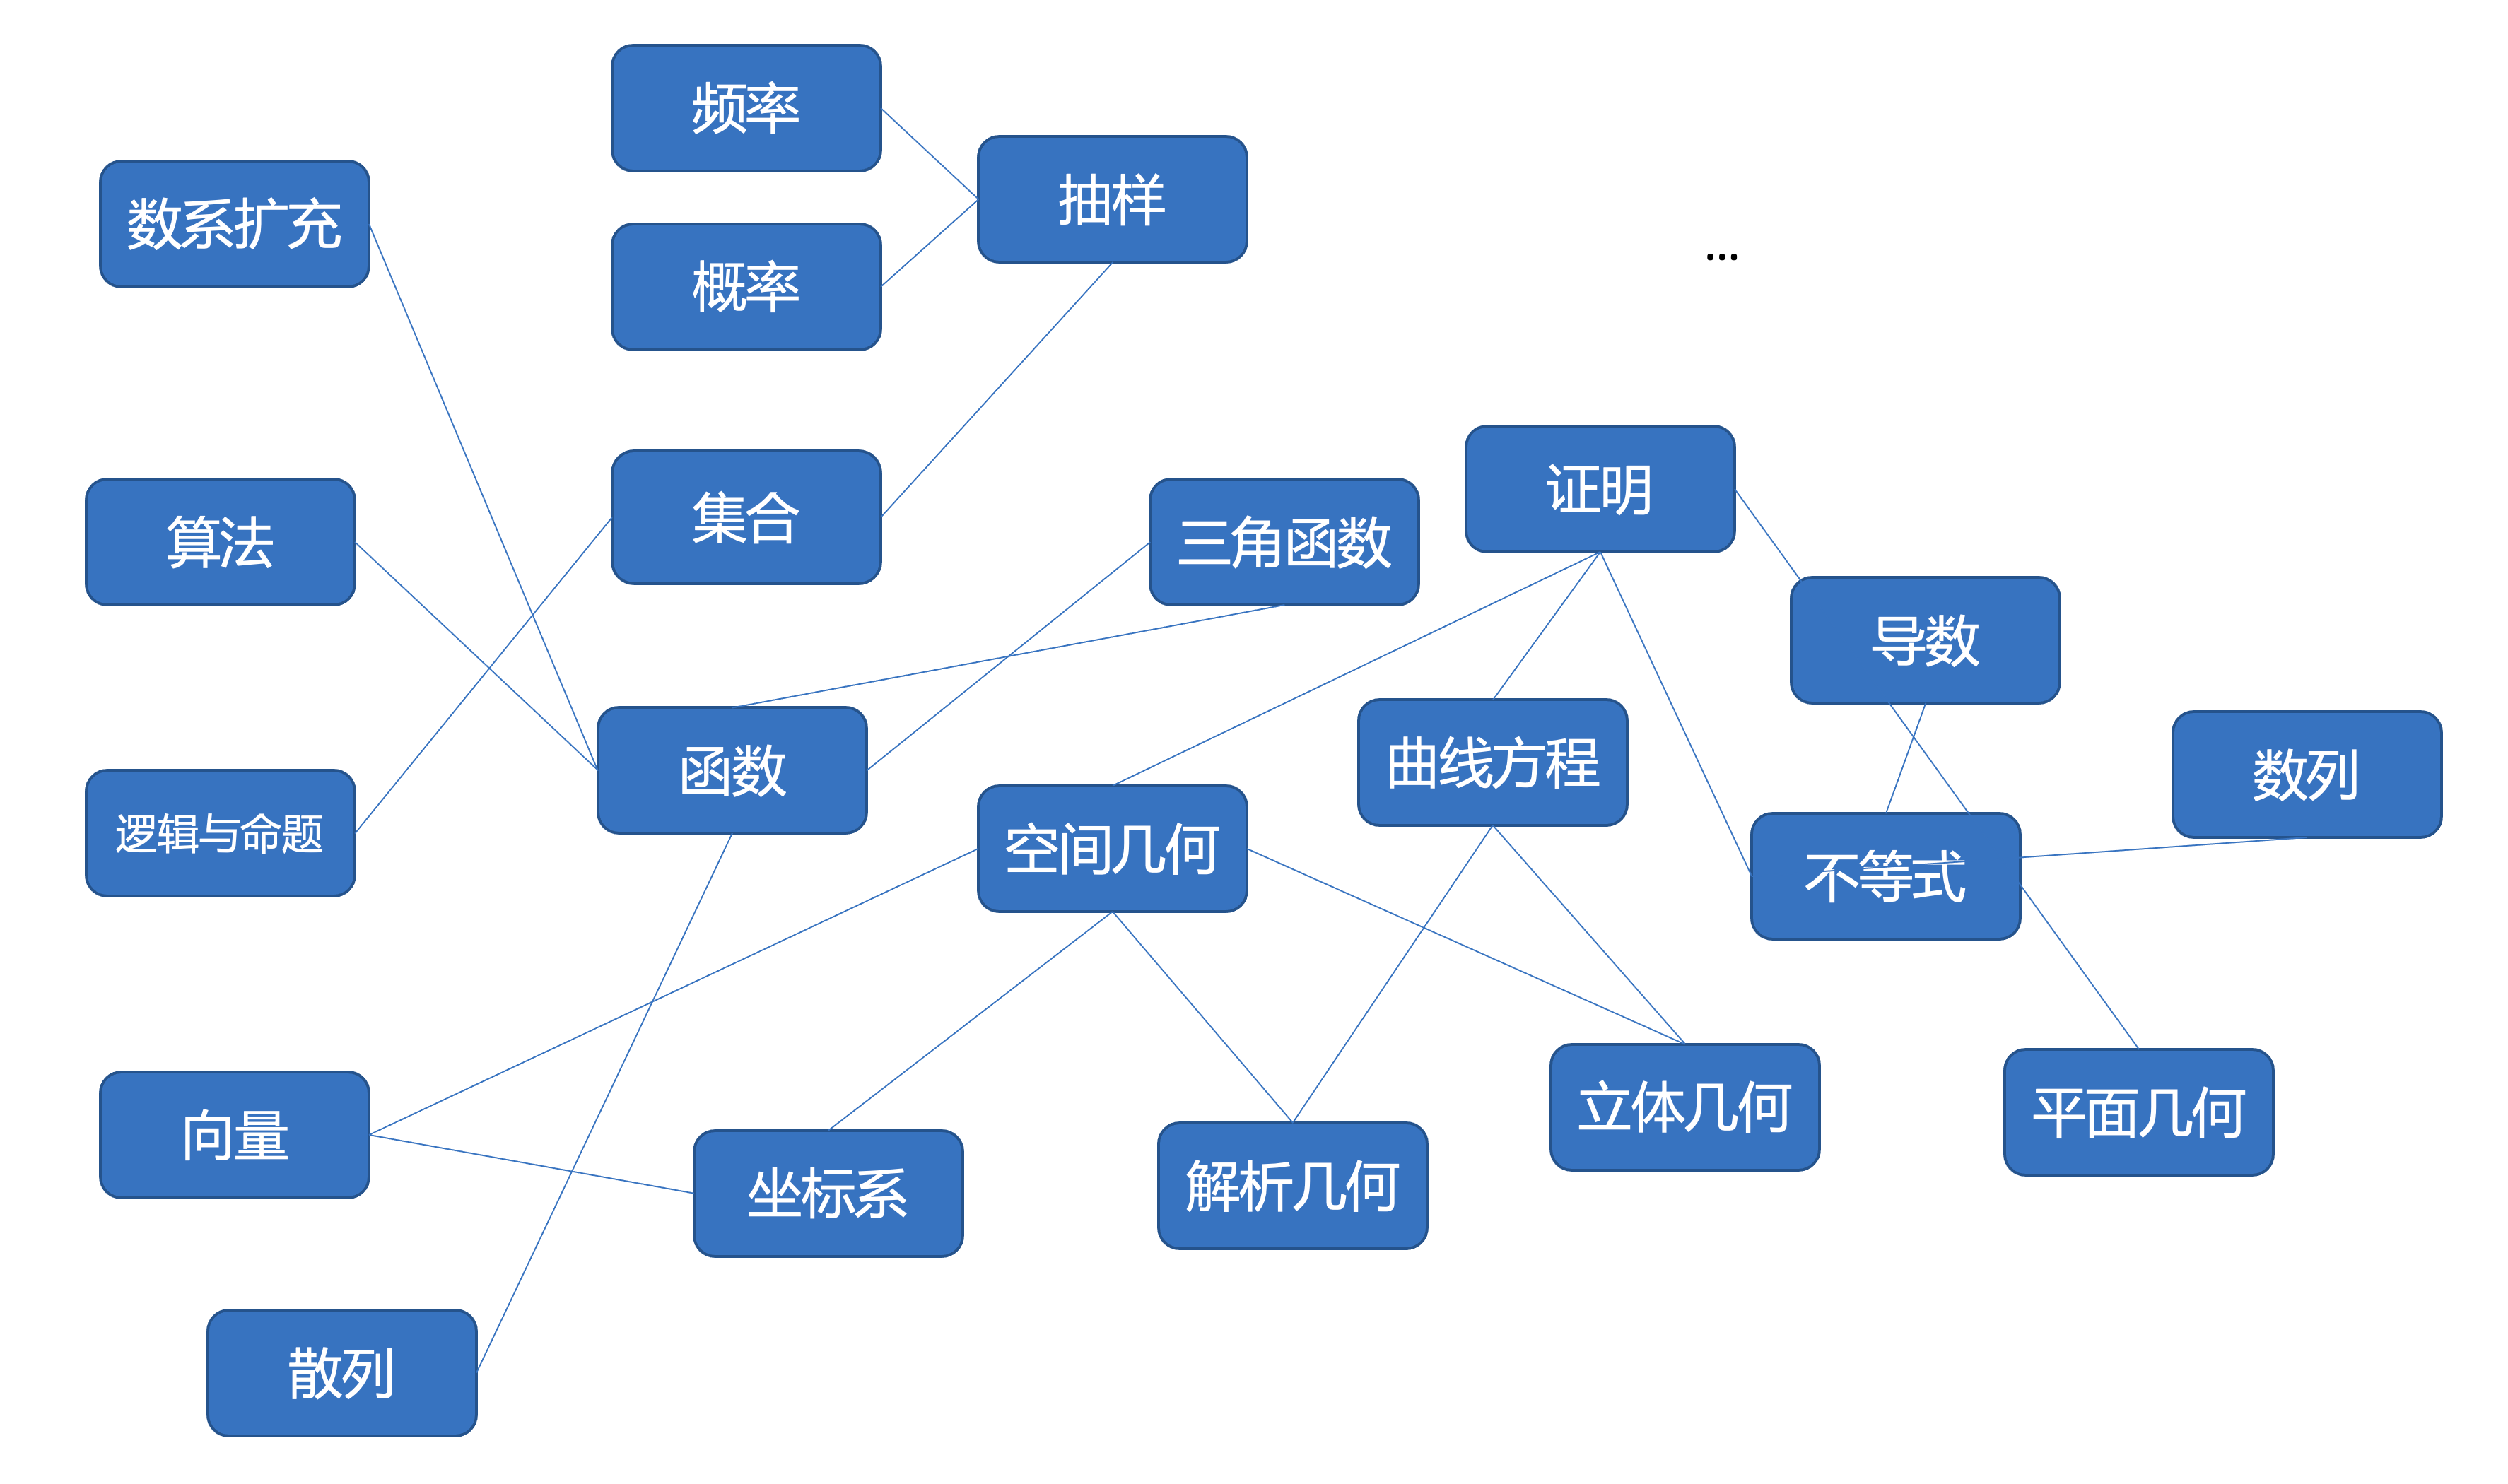 频率
抽样
数系扩充
概率
...
证明
集合
三角函数
算法
导数
函数
曲线方程
数列
逻辑与命题
空间几何
不等式
立体几何
平面几何
向量
坐标系
解析几何
散列